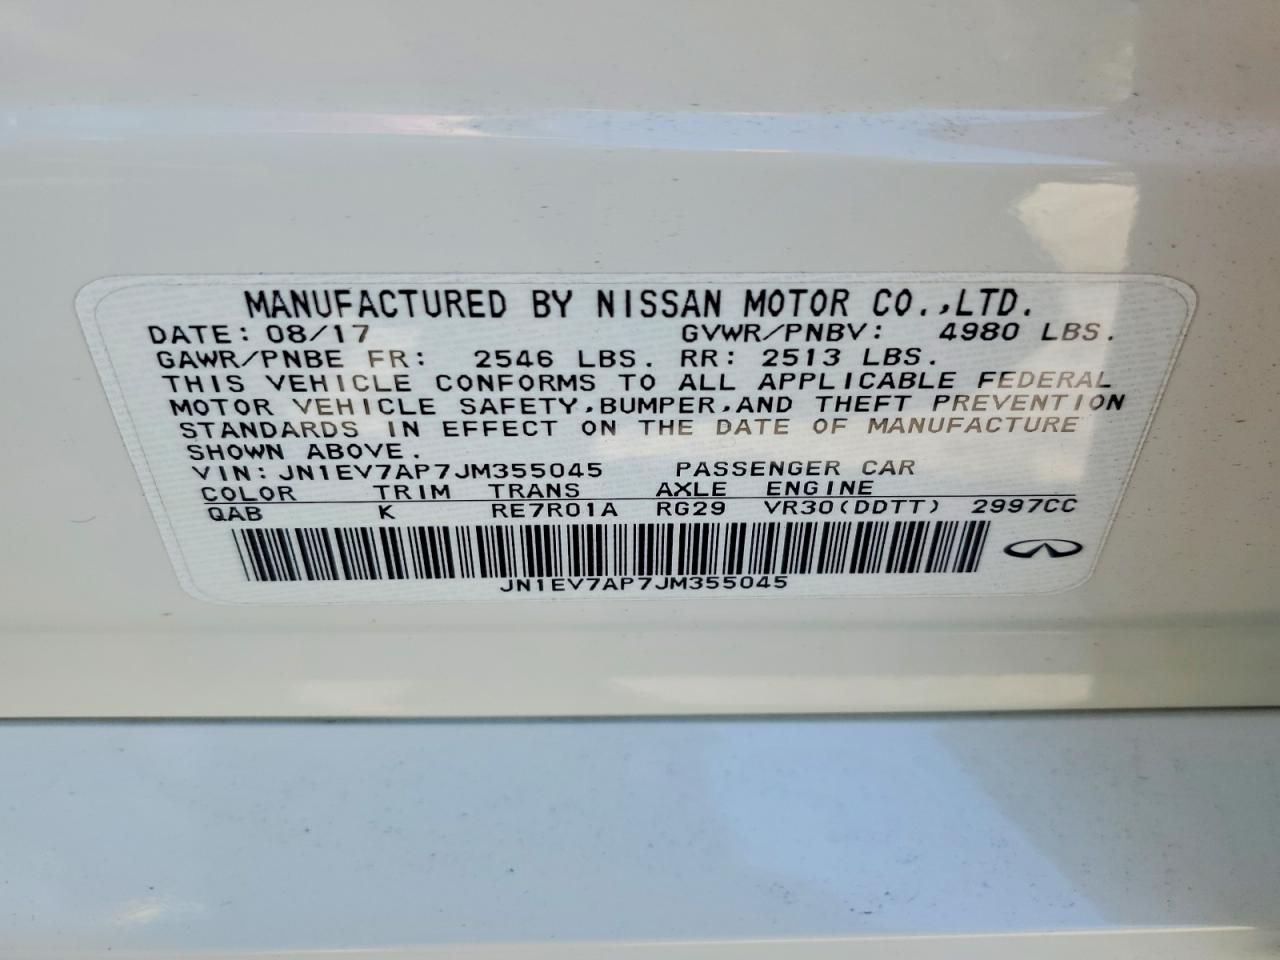 MANUFACTURED BY NISSAN MOTOR CO.,LTD.
DATE: 08/17 GVWR/PNBV: 4980 LBS.
GAWR/PNBE FR: 2546 LBS. RR: 2513 LBS.
THIS VEHICLE CONFORMS TO ALL APPLICABLE FEDERAL
MOTOR VEHICLE SAFETY,BUMPER,AND THEFT PREVENTION
STANDARDS IN EFFECT ON THE DATE OF MANUFACTURE
SHOWN ABOVE.
VIN: JN1EV7AP7JM355045 PASSENGER CAR
COLOR TRIM TRANS AXLE ENGINE
QAB K RE7R01A RG29 VR30(DDTT) 2997CC
JN1EV7AP7JM355045